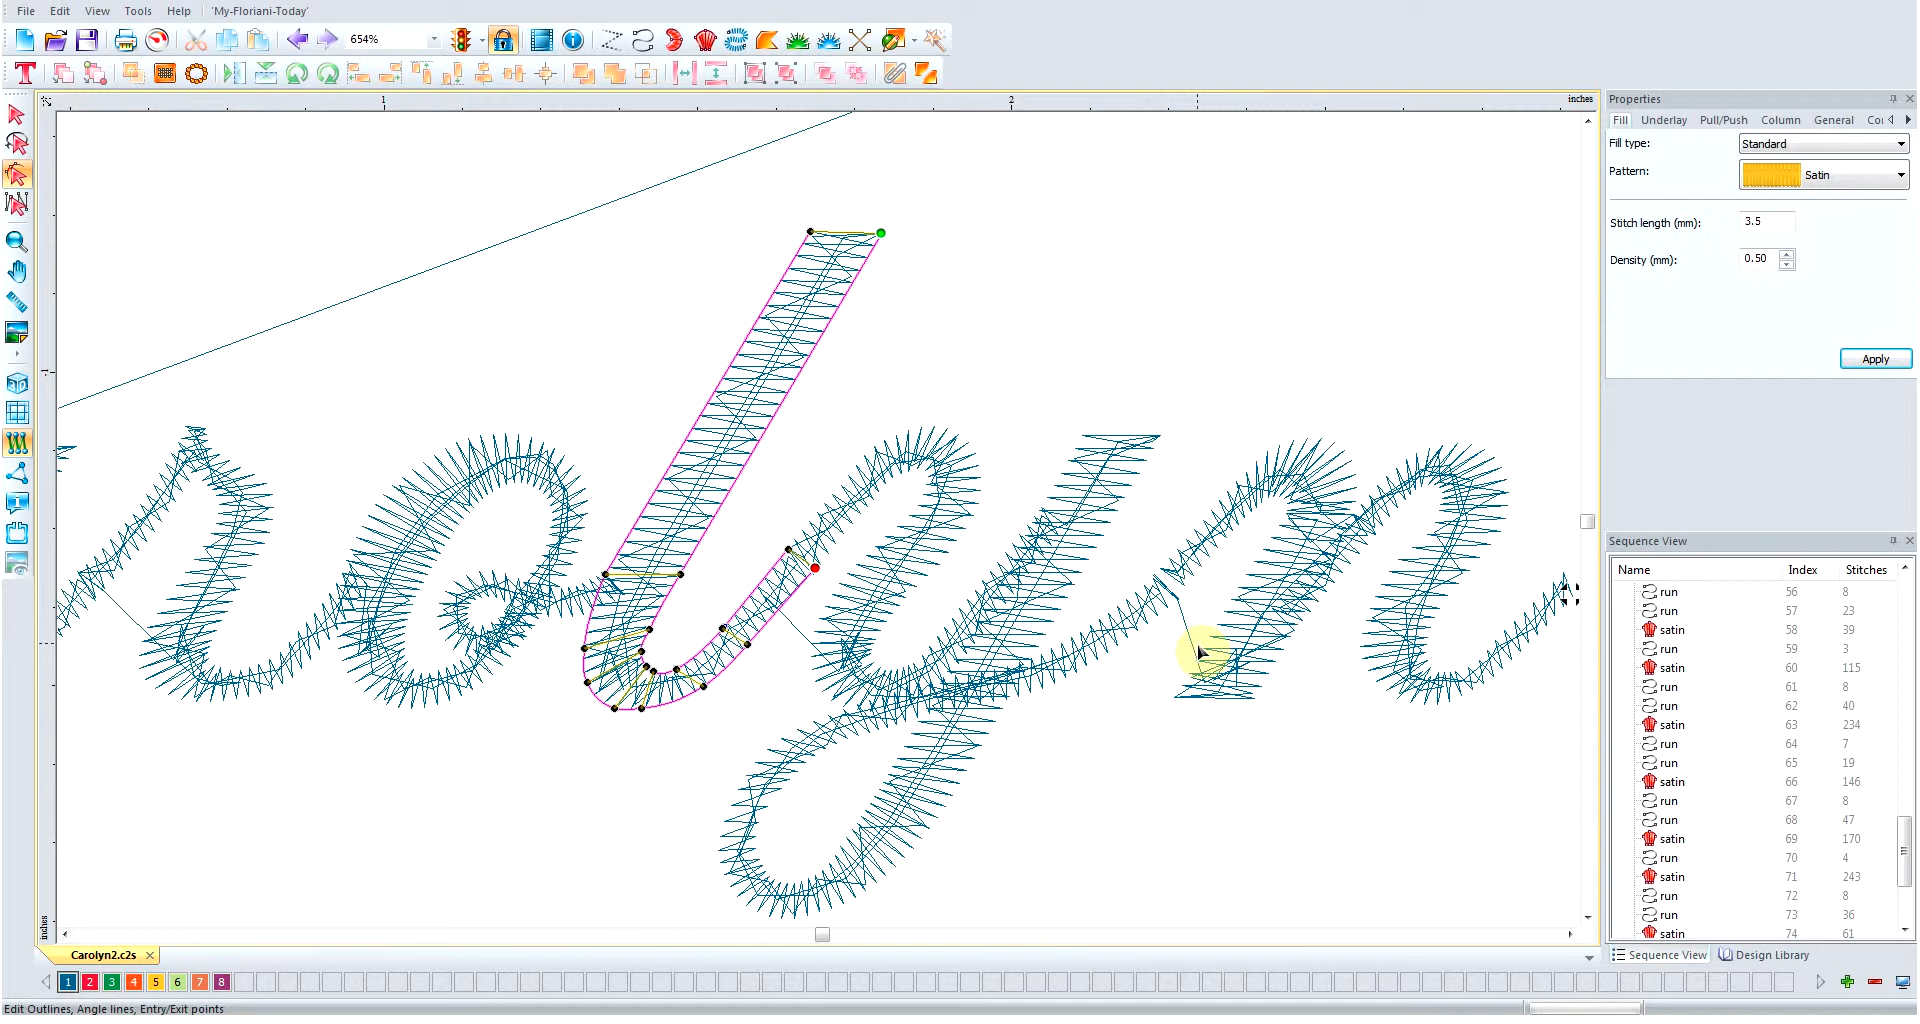 File Edit View Tools Help 'My-Floriani-Today'
654%
1 2 inches
1
inches
Properties
Fill Underlay Pull/Push Column General Co
Fill type: Standard
Pattern: Satin
Stitch length (mm): 3.5
Density (mm): 0.50
Apply
Sequence View
Name Index Stitches
run 56 8
run 57 23
satin 58 39
run 59 3
satin 60 115
run 61 8
run 62 40
satin 63 234
run 64 7
run 65 19
satin 66 146
run 67 8
run 68 47
satin 69 170
run 70 4
satin 71 243
run 72 8
run 73 36
satin 74 61
Sequence View Design Library
Carolyn2.c2s
1 2 3 4 5 6 7 8
Edit Outlines, Angle lines, Entry/Exit points